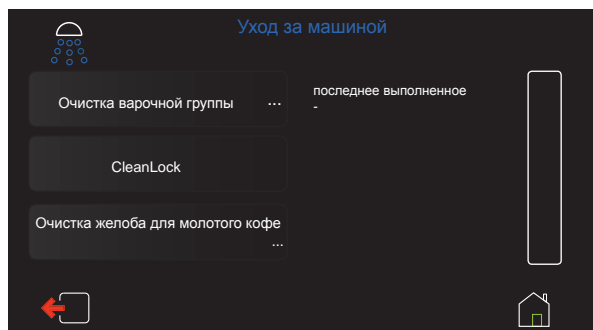 Уход за машиной
Очистка варочной группы ...
последнее выполненное
-
CleanLock
Очистка желоба для молотого кофе
...